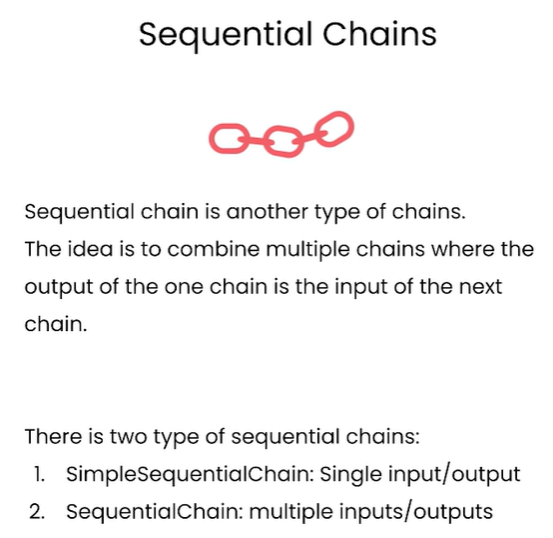 Sequential Chains
Sequential chain is another type of chains.
The idea is to combine multiple chains where the
output of the one chain is the input of the next
chain.
There is two type of sequential chains:
1. SimpleSequentialChain: Single input/output
2. SequentialChain: multiple inputs/outputs